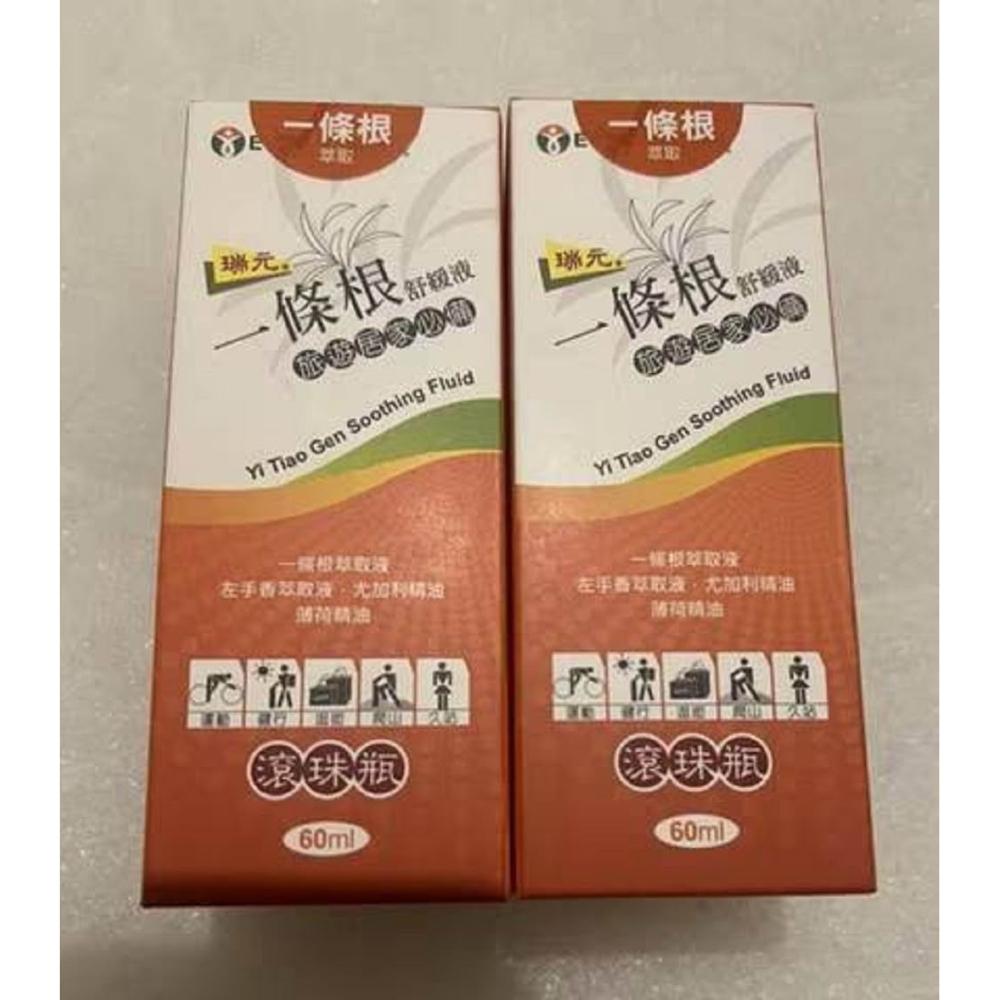 一條根
萃取
E
瑞元
一條根舒緩液
旅遊居家必備
Yi Tiao Gen Soothing Fluid
一條根萃取液
左手香萃取液·尤加利精油
薄荷精油
運動 健行 搬物 爬山 久站
滾珠瓶
60ml
一條根
萃取
E
瑞元
一條根舒緩液
旅遊居家必備
Yi Tiao Gen Soothing Fluid
一條根萃取液
左手香萃取液·尤加利精油
薄荷精油
運動 健行 爬山 久站
滾珠瓶
60ml